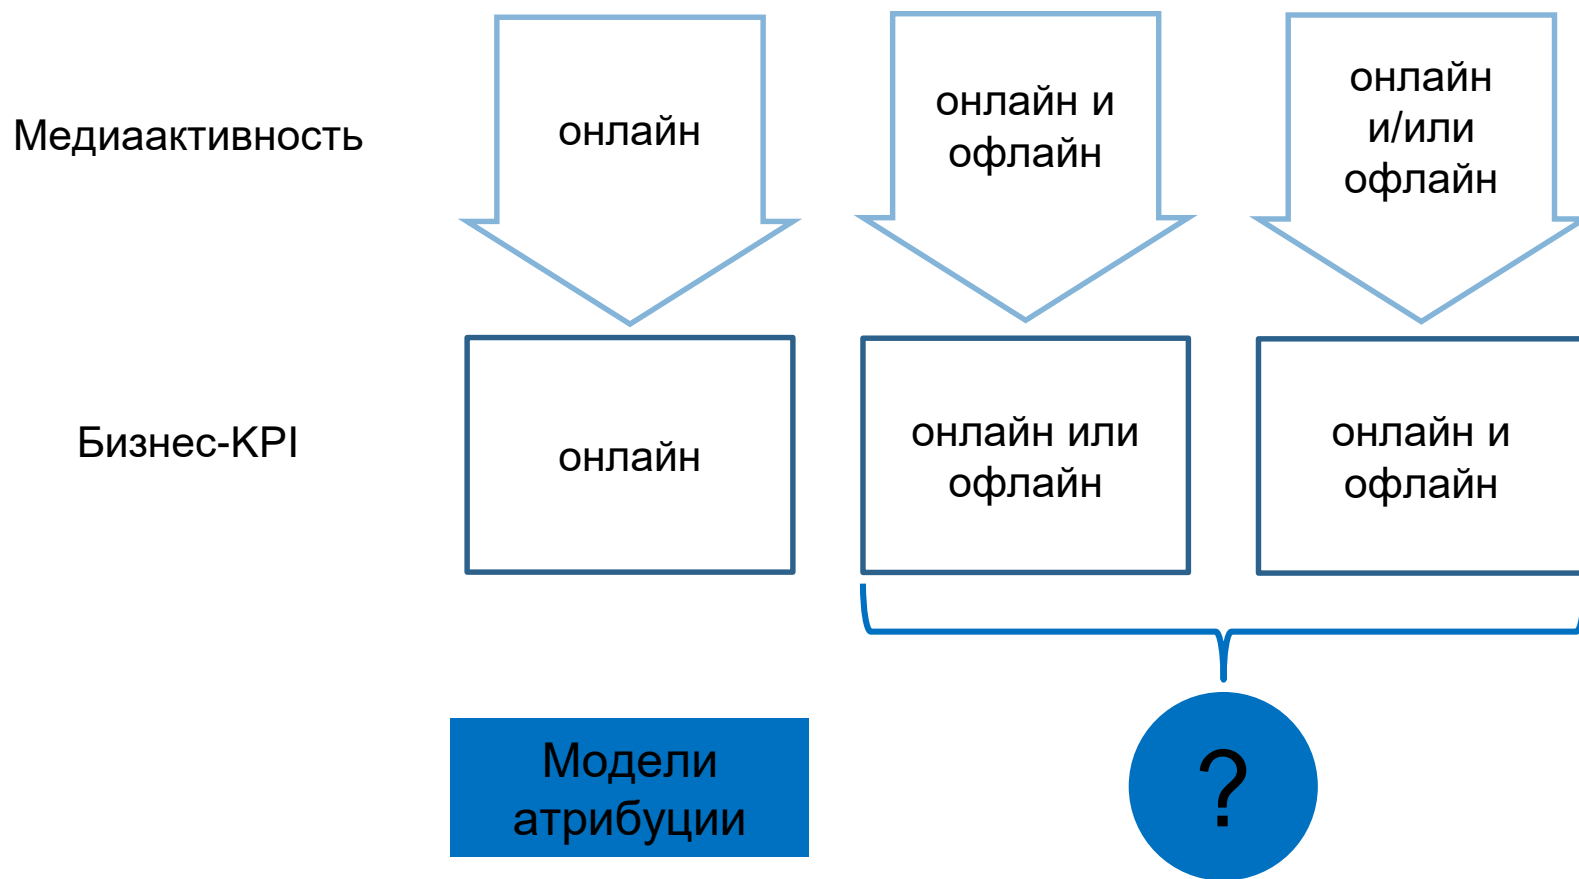 Медиаактивность
онлайн
онлайн и
офлайн
онлайн
и/или
офлайн
Бизнес-KPI
онлайн
онлайн или
офлайн
онлайн и
офлайн
Модели
атрибуции
?